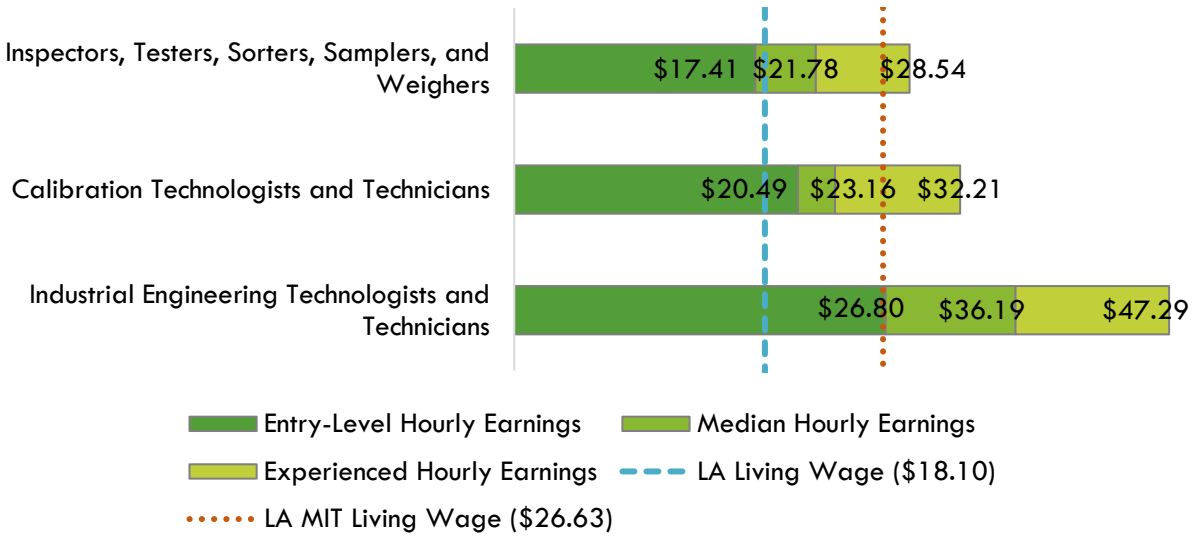 Inspectors, Testers, Sorters, Samplers, and
Weighers
$17.41 $21.78 $28.54
Calibration Technologists and Technicians
$20.49 $23.16 $32.21
Industrial Engineering Technologists and
Technicians
$26.80 $36.19 $47.29
Entry-Level Hourly Earnings Median Hourly Earnings
Experienced Hourly Earnings LA Living Wage ($18.10)
LA MIT Living Wage ($26.63)